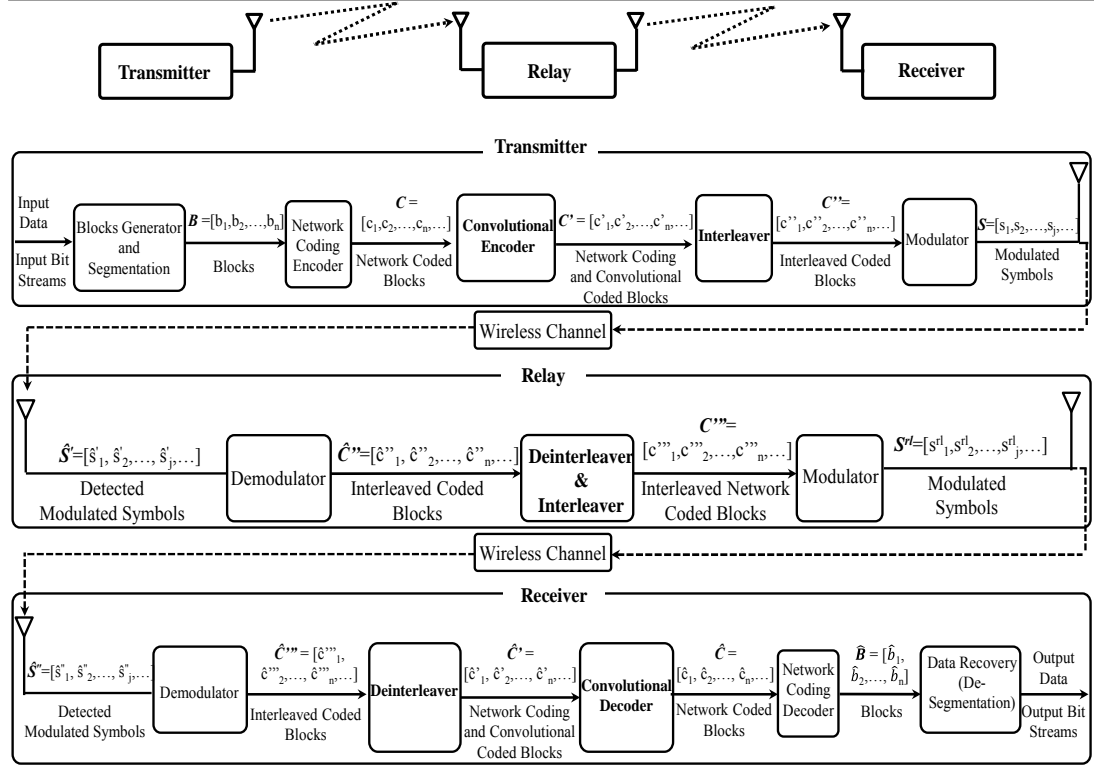 Transmitter
Relay
Receiver
Transmitter
Input
Data
Input Bit
Streams
Blocks Generator
and
Segmentation
B =[b1,b2,…,bn]
Blocks
Network
Coding
Encoder
C =
[c1,c2,…,cn,…]
Network Coded
Blocks
Convolutional
Encoder
C' = [c'1,c'2,…,c'n,…]
Network Coding
and Convolutional
Coded Blocks
Interleaver
C''=
[c''1,c''2,…,c''n,…]
Interleaved Coded
Blocks
Modulator
S=[s1,s2,…,sj,…]
Modulated
Symbols
Wireless Channel
Relay
Ŝ'=[ŝ'1, ŝ'2,…, ŝ'j,…]
Detected
Modulated Symbols
Demodulator
Ĉ''=[ĉ''1, ĉ''2,…, ĉ''n,…]
Interleaved Coded
Blocks
Deinterleaver
&
Interleaver
C'''=
[c'''1,c'''2,…,c'''n,…]
Interleaved Network
Coded Blocks
Modulator
Srl=[srl1,srl2,…,srlj,…]
Modulated
Symbols
Wireless Channel
Receiver
Ŝ''=[ŝ''1, ŝ''2,…, ŝ''j,…]
Detected
Modulated Symbols
Demodulator
Ĉ''' = [ĉ'''1,
ĉ'''2,…, ĉ'''n,…]
Interleaved Coded
Blocks
Deinterleaver
Ĉ' =
[ĉ'1, ĉ'2,…, ĉ'n,…]
Network Coding
and Convolutional
Coded Blocks
Convolutional
Decoder
Ĉ =
[ĉ1, ĉ2,…, ĉn,…]
Network Coded
Blocks
Network
Coding
Decoder
B̂ = [b̂1,
b̂2,…, b̂n]
Blocks
Data Recovery
(De-
Segmentation)
Output
Data
Output Bit
Streams